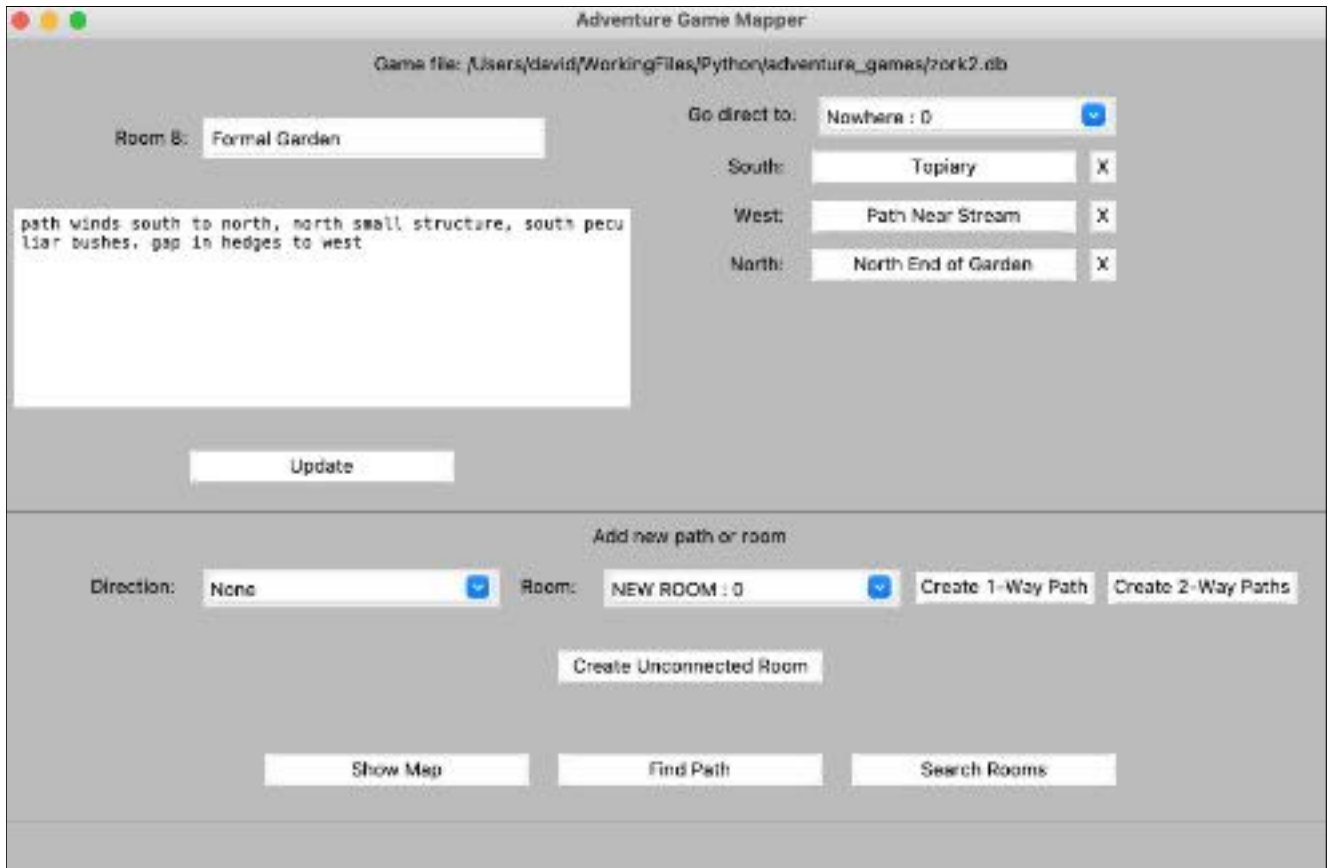 Adventure Game Mapper
Game file: /Users/david/WorkingFiles/Python/adventure_games/zork2.db
Room 8: Formal Garden
path winds south to north, north small structure, south pecu
liar bushes, gap in hedges to west
Update
Go direct to: Nowhere : 0
South: Topiary X
West: Path Near Stream X
North: North End of Garden X
Add new path or room
Direction: None Room: NEW ROOM : 0 Create 1-Way Path Create 2-Way Paths
Create Unconnected Room
Show Map Find Path Search Rooms